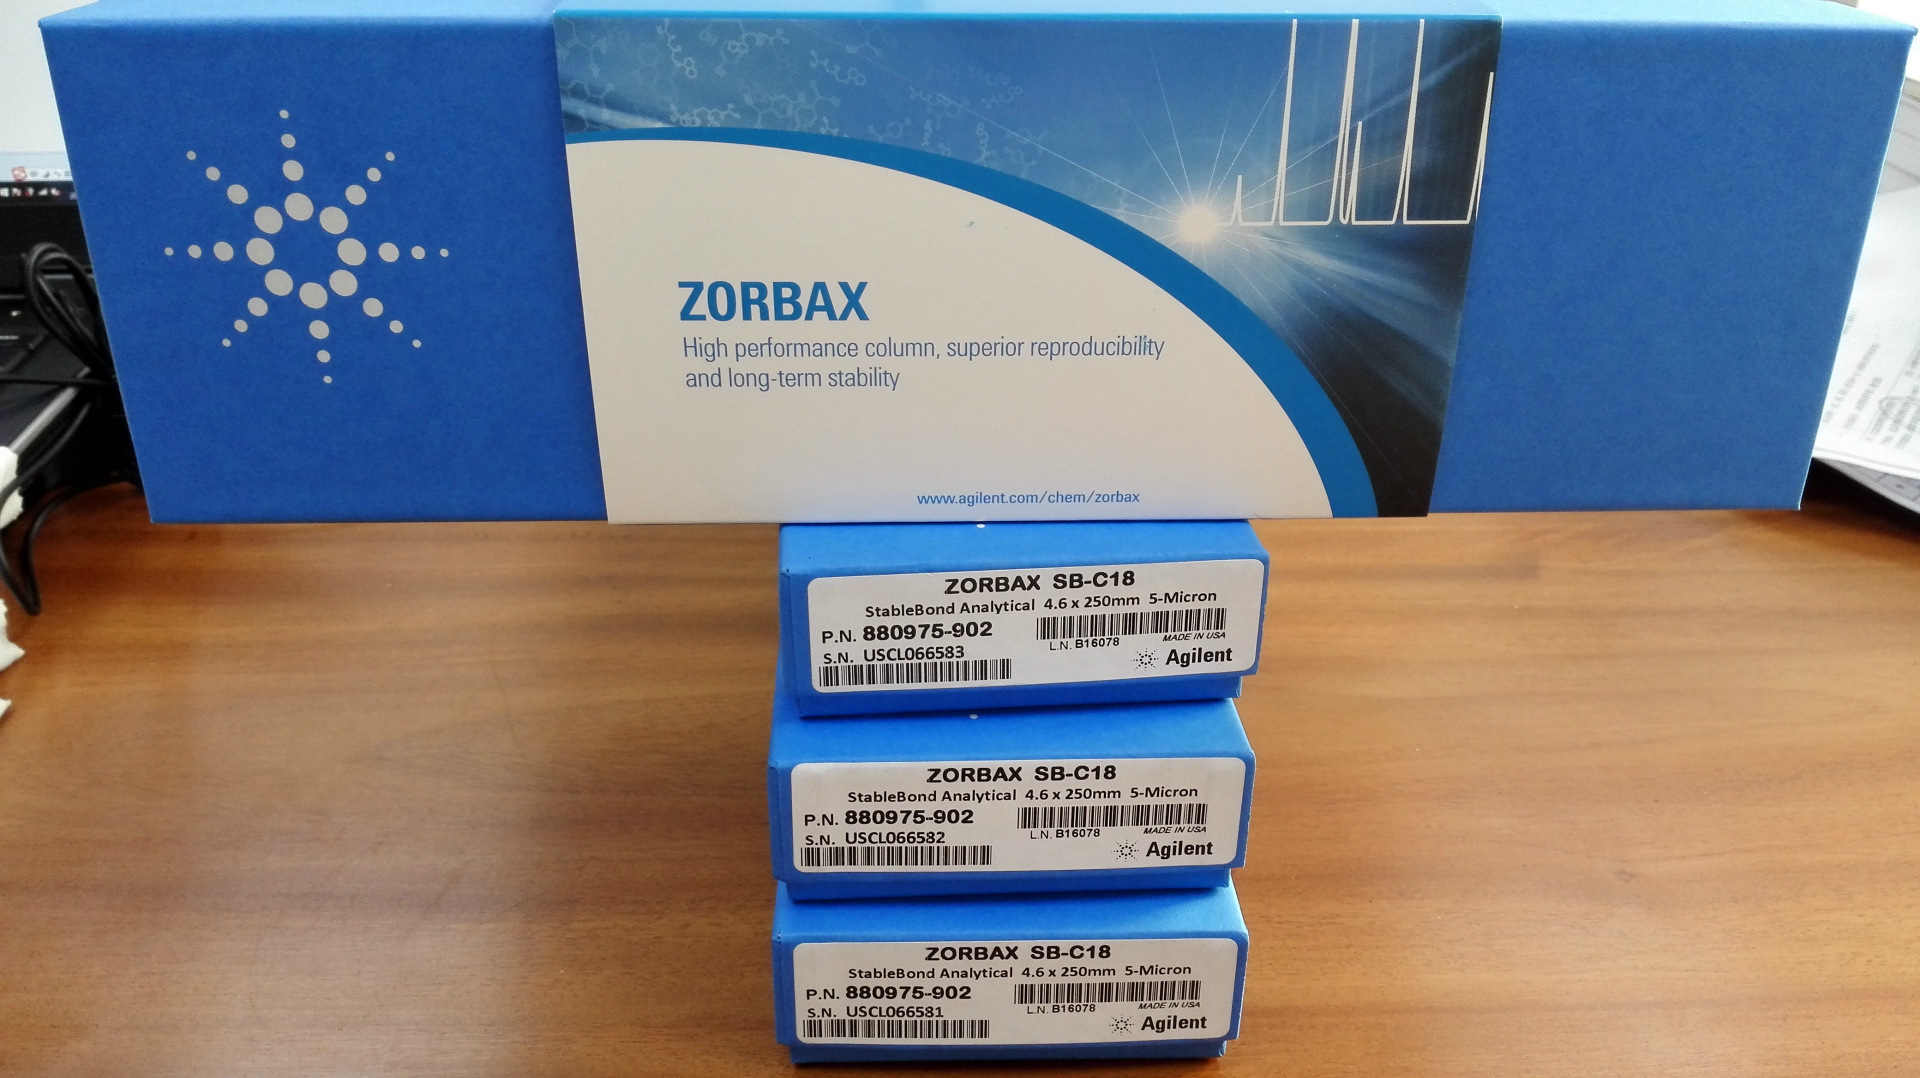 ZORBAX
High performance column, superior reproducibility
and long-term stability
www.agilent.com/chem/zorbax
ZORBAX SB-C18
StableBond Analytical 4.6 x 250mm 5-Micron
P.N. 880975-902
L.N. B16078 MADE IN USA
S.N. USCL066583
Agilent
ZORBAX SB-C18
StableBond Analytical 4.6 x 250mm 5-Micron
P.N. 880975-902
L.N. B16078 MADE IN USA
S.N. USCL066582
Agilent
ZORBAX SB-C18
StableBond Analytical 4.6 x 250mm 5-Micron
P.N. 880975-902
L.N. B16078 MADE IN USA
S.N. USCL066581
Agilent